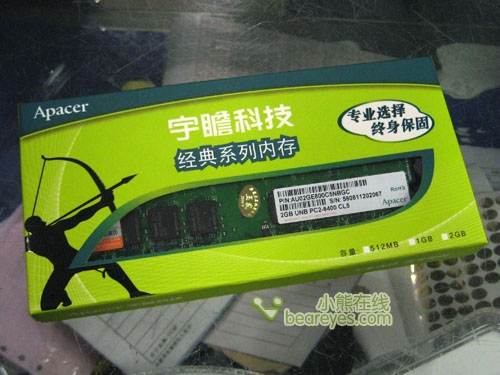 Apacer
宇瞻科技
经典系列内存
专业选择
终身保固
P/N:AU02GE800C5NBGC
RoHS
S/N: 560811202067
2GB UNB PC2-6400 CL5
Apacer
容量: 512MB 1GB 2GB
小熊在线
beareyes.com